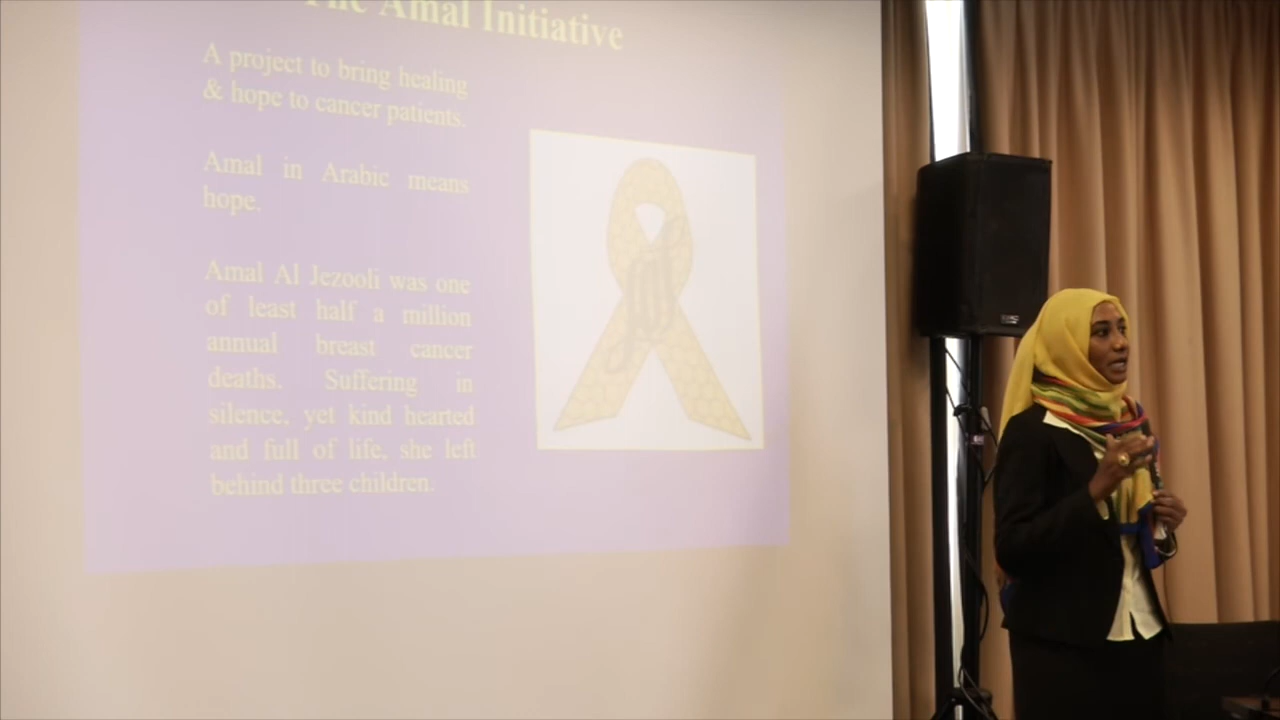 The Amal Initiative
A project to bring healing
& hope to cancer patients.
Amal in Arabic means
hope.
Amal Al Jezooli was one
of least half a million
annual breast cancer
deaths. Suffering in
silence, yet kind hearted
and full of life, she left
behind three children.